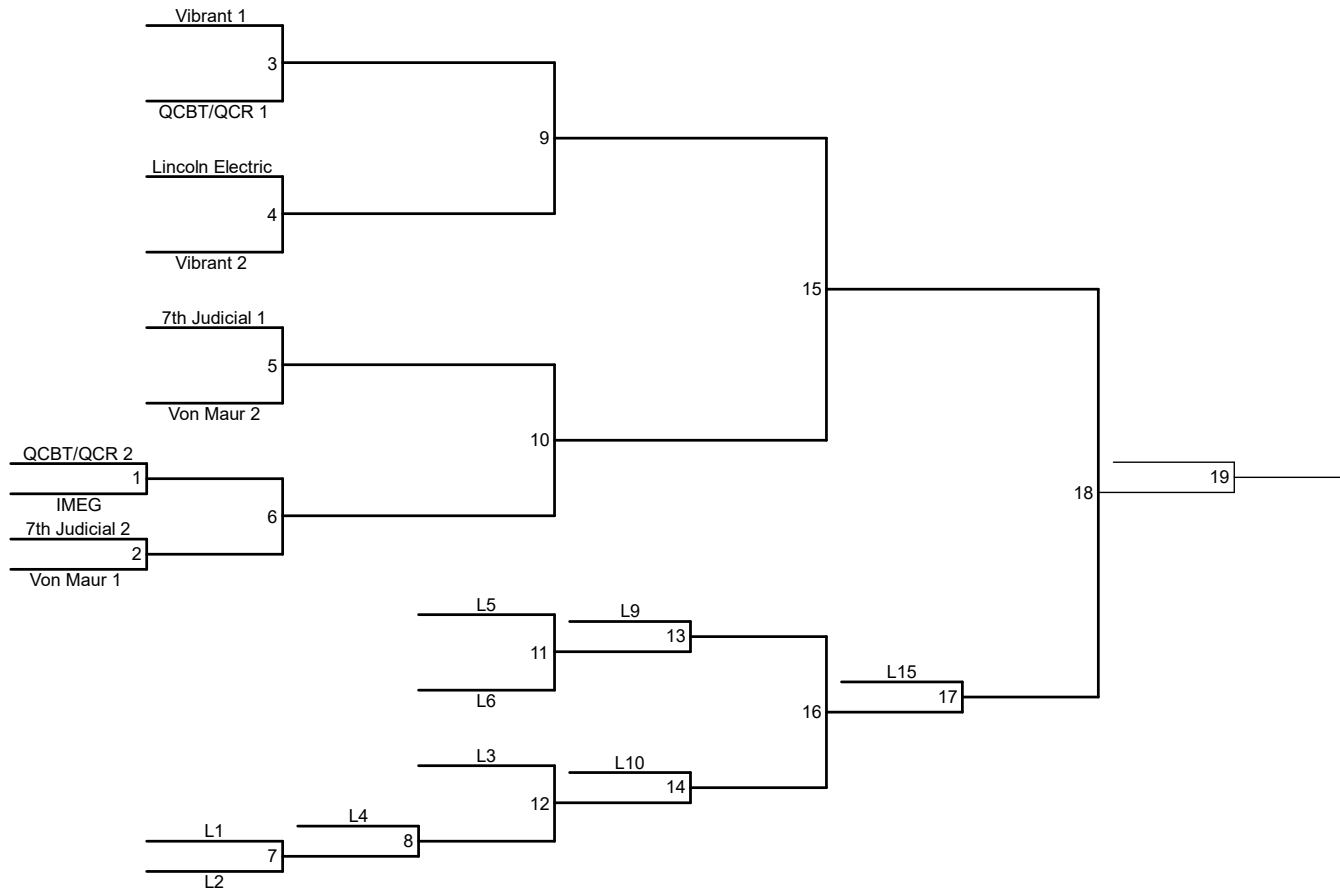 Vibrant 1
3
QCBT/QCR 1
9
Lincoln Electric
4
Vibrant 2
15
7th Judicial 1
5
Von Maur 2
10
QCBT/QCR 2
1
IMEG
6
7th Judicial 2
2
Von Maur 1
18
19
L5
L9
13
11
L6
L15
17
16
L3
L10
14
12
L4
8
L1
7
L2